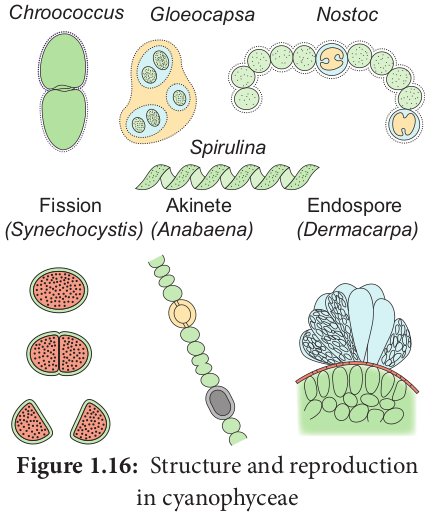 Chroococcus Gloeocapsa Nostoc
Spirulina
Fission Akinete Endospore
(Synechocystis) (Anabaena) (Dermacarpa)
Figure 1.16: Structure and reproduction
in cyanophyceae